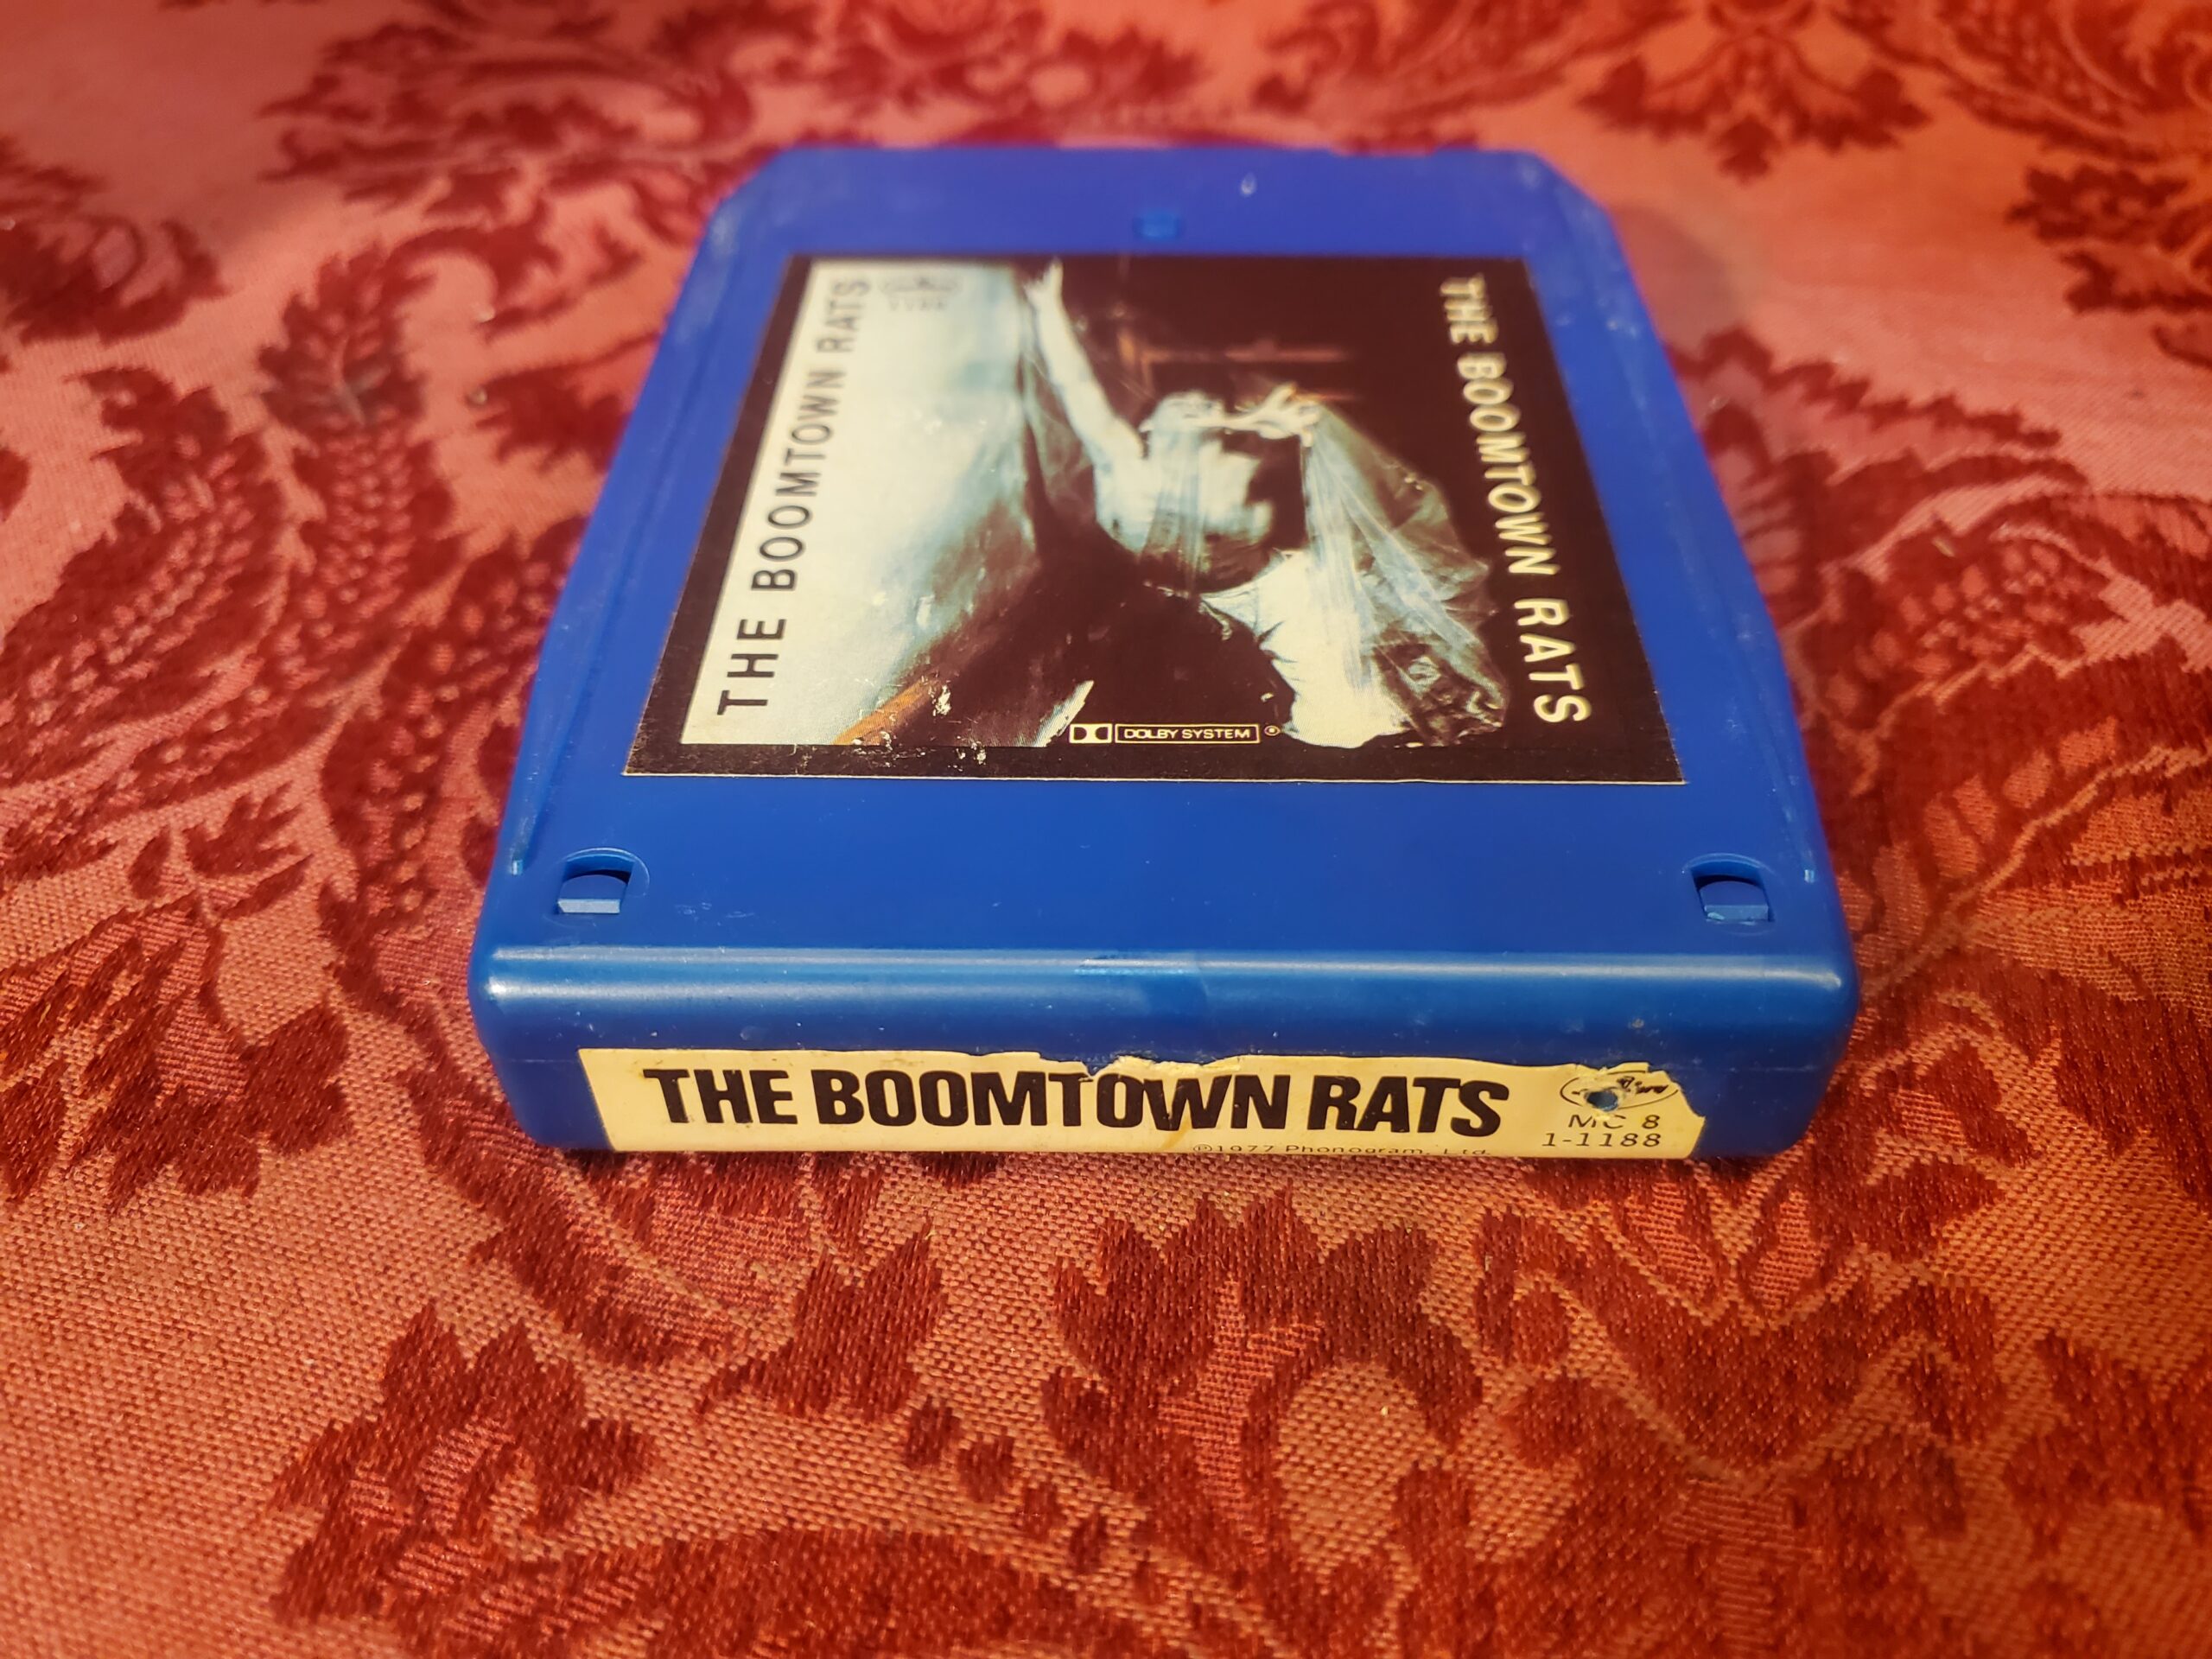 THE BOOMTOWN RATS
THE BOOMTOWN RATS
DOLBY SYSTEM ®
THE BOOMTOWN RATS
MC 8
1-1188
℗1977 Phonogram, Ltd.